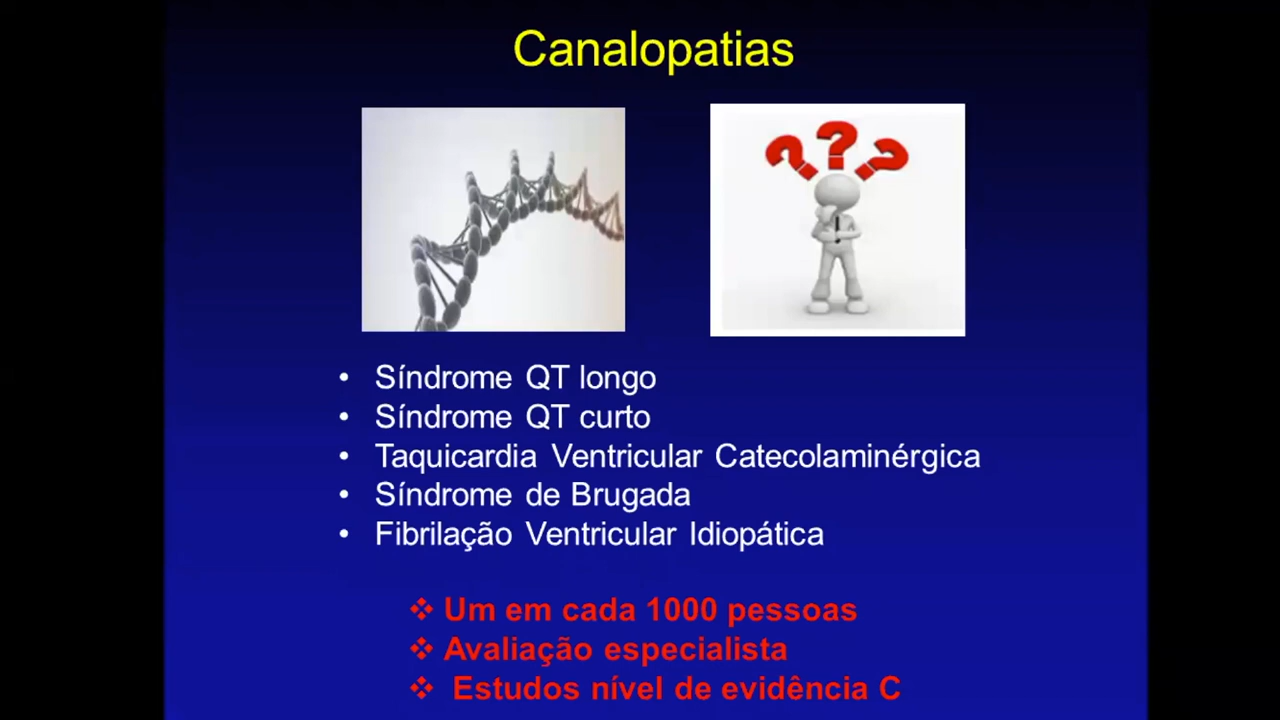 Canalopatias
???
• Síndrome QT longo
• Síndrome QT curto
• Taquicardia Ventricular Catecolaminérgica
• Síndrome de Brugada
• Fibrilação Ventricular Idiopática
❖ Um em cada 1000 pessoas
❖ Avaliação especialista
❖ Estudos nível de evidência C